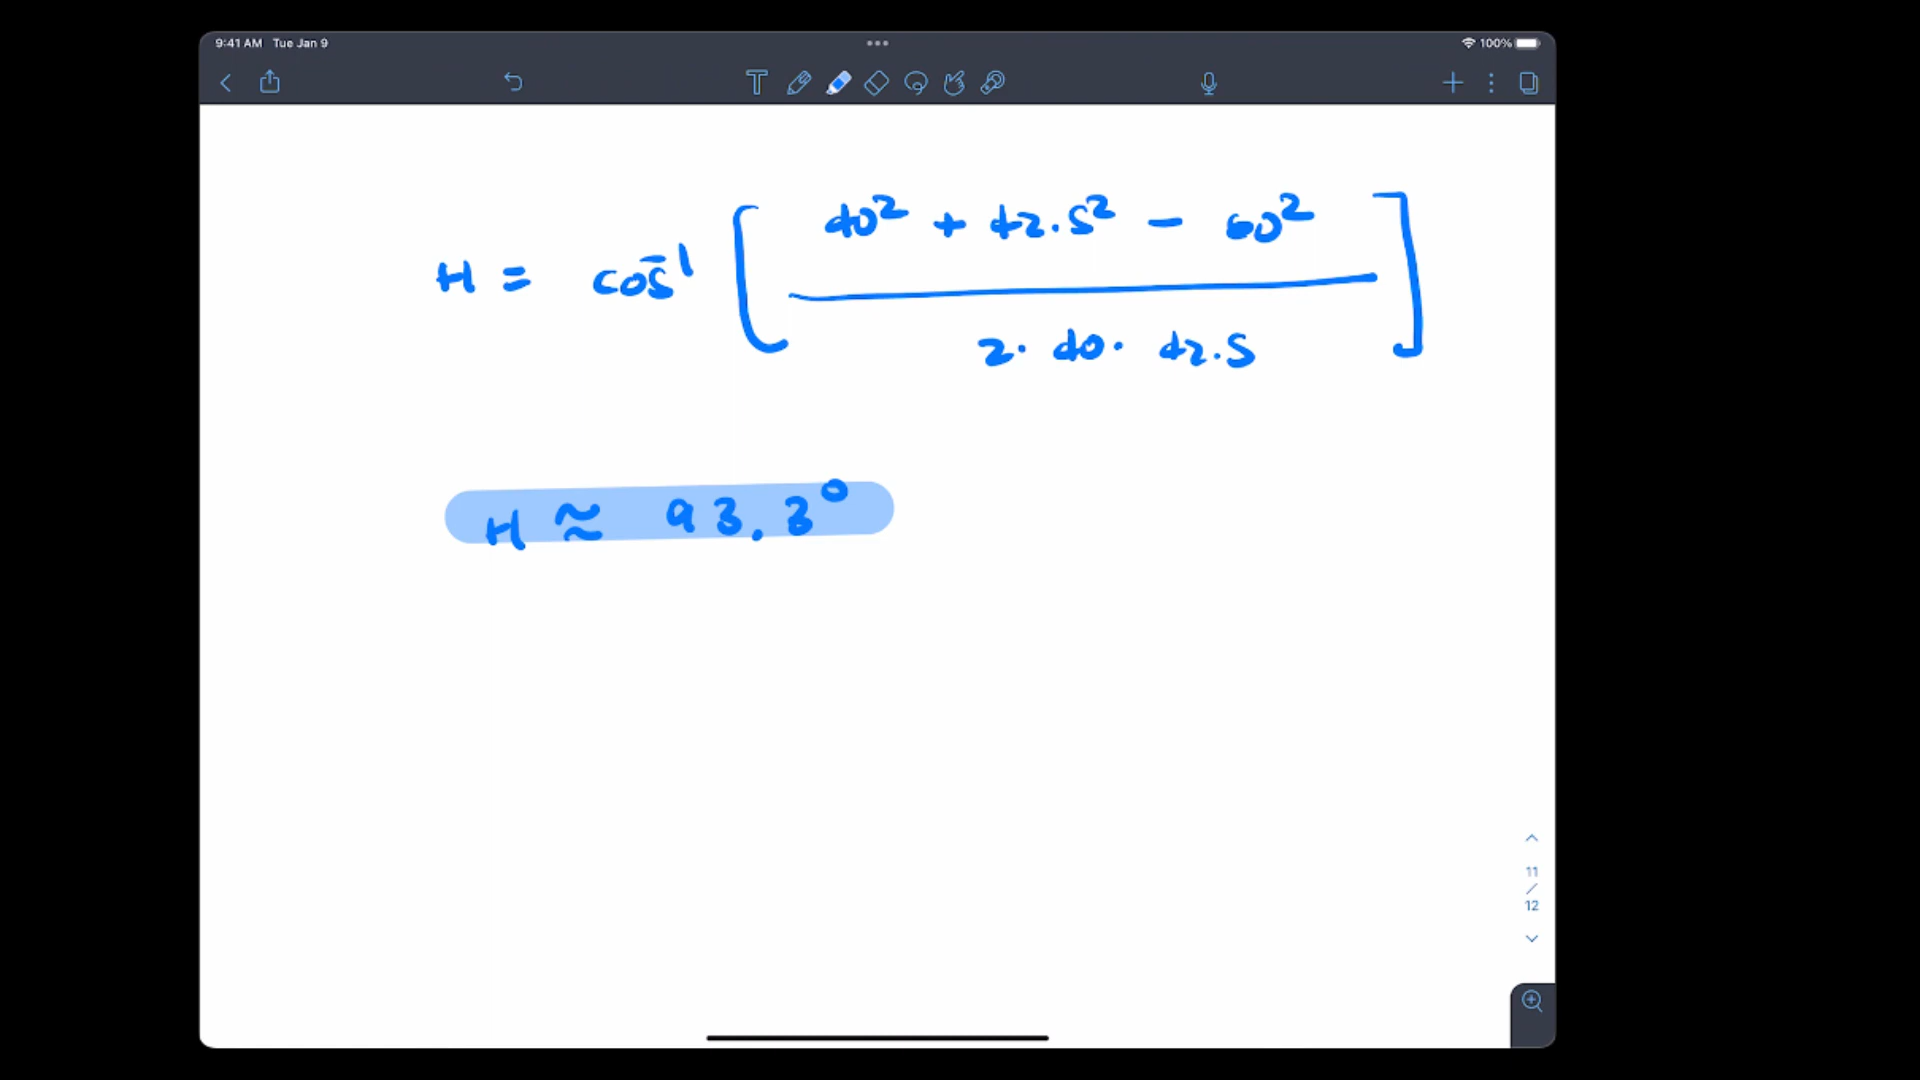 9:41 AM Tue Jan 9
100%
H = cos⁻¹ [ (40² + 42.5² − 60²) / (2 · 40 · 42.5) ]
H ≈ 93.3°
11
/
12